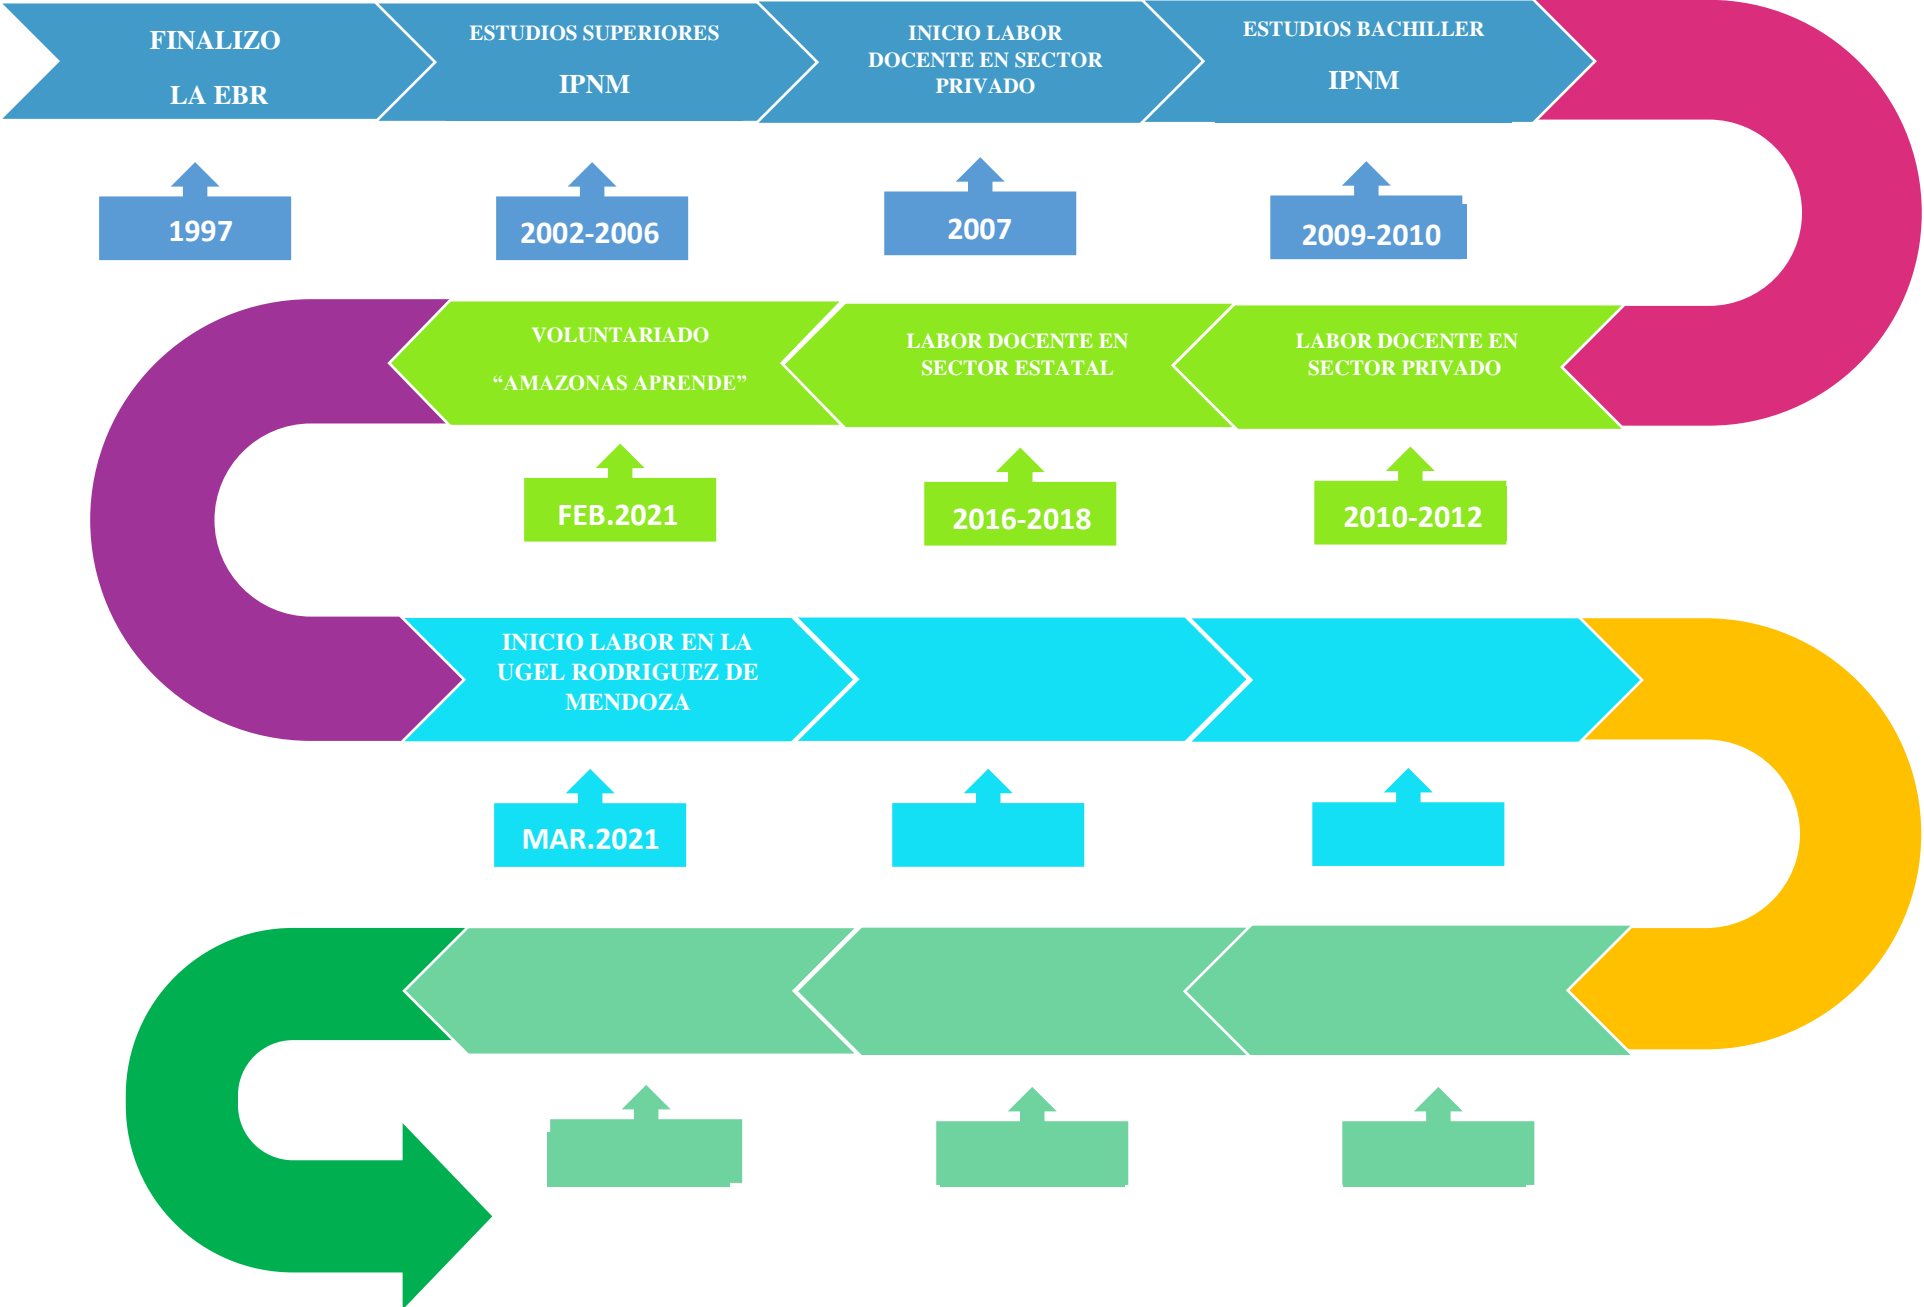 FINALIZO
LA EBR
ESTUDIOS SUPERIORES
IPNM
INICIO LABOR
DOCENTE EN SECTOR
PRIVADO
ESTUDIOS BACHILLER
IPNM
1997
2002-2006
2007
2009-2010
VOLUNTARIADO
“AMAZONAS APRENDE”
LABOR DOCENTE EN
SECTOR ESTATAL
LABOR DOCENTE EN
SECTOR PRIVADO
FEB.2021
2016-2018
2010-2012
INICIO LABOR EN LA
UGEL RODRIGUEZ DE
MENDOZA
MAR.2021